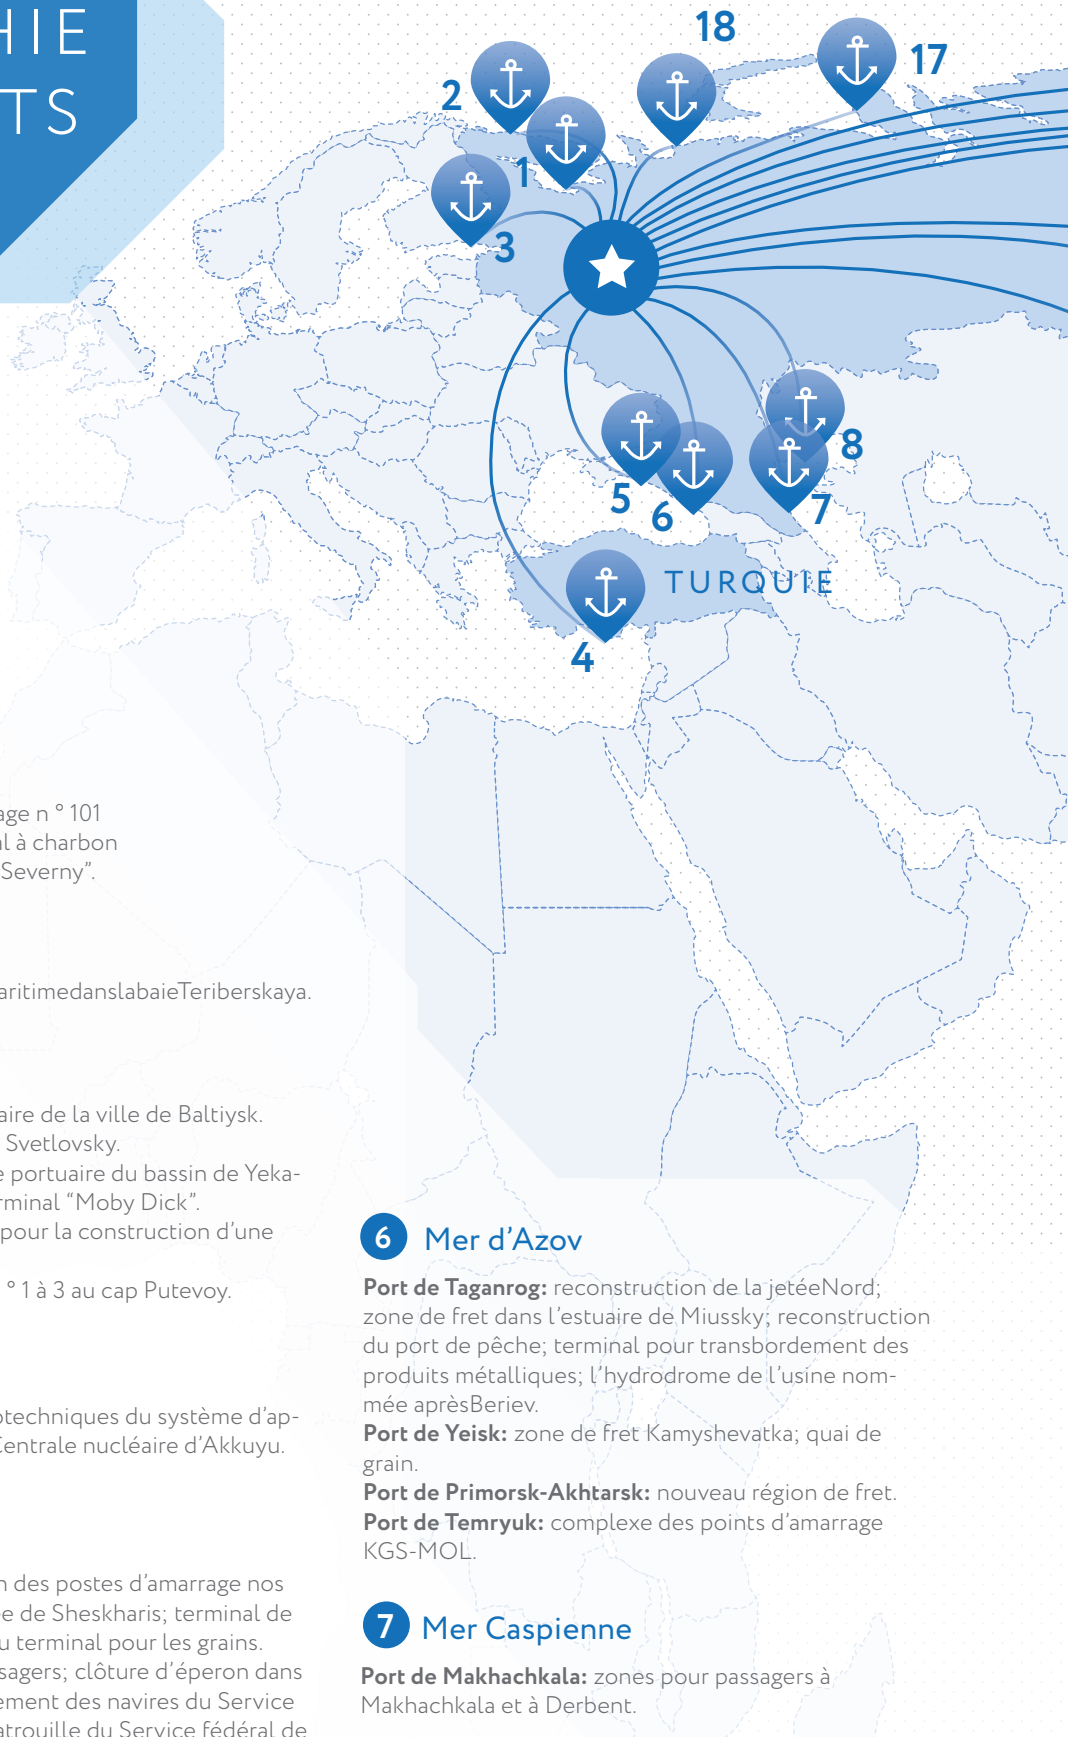 HIE
TS
18
17
2
1
3
8
5
6
7
TURQUIE
4
age n ° 101
al à charbon
Severny”.
aritimedanslabaieTeriberskaya.
aire de la ville de Baltiysk.
Svetlovsky.
e portuaire du bassin de Yeka-
rminal “Moby Dick”.
pour la construction d’une
° 1 à 3 au cap Putevoy.
otechniques du système d’ap-
Centrale nucléaire d’Akkuyu.
n des postes d’amarrage nos
e de Sheskharis; terminal de
u terminal pour les grains.
sagers; clôture d’éperon dans
ement des navires du Service
atrouille du Service fédéral de
6 Mer d’Azov
Port de Taganrog: reconstruction de la jetéeNord;
zone de fret dans l’estuaire de Miussky; reconstruction
du port de pêche; terminal pour transbordement des
produits métalliques; l’hydrodrome de l’usine nom-
mée aprèsBeriev.
Port de Yeisk: zone de fret Kamyshevatka; quai de
grain.
Port de Primorsk-Akhtarsk: nouveau région de fret.
Port de Temryuk: complexe des points d’amarrage
KGS-MOL.
7 Mer Caspienne
Port de Makhachkala: zones pour passagers à
Makhachkala et à Derbent.